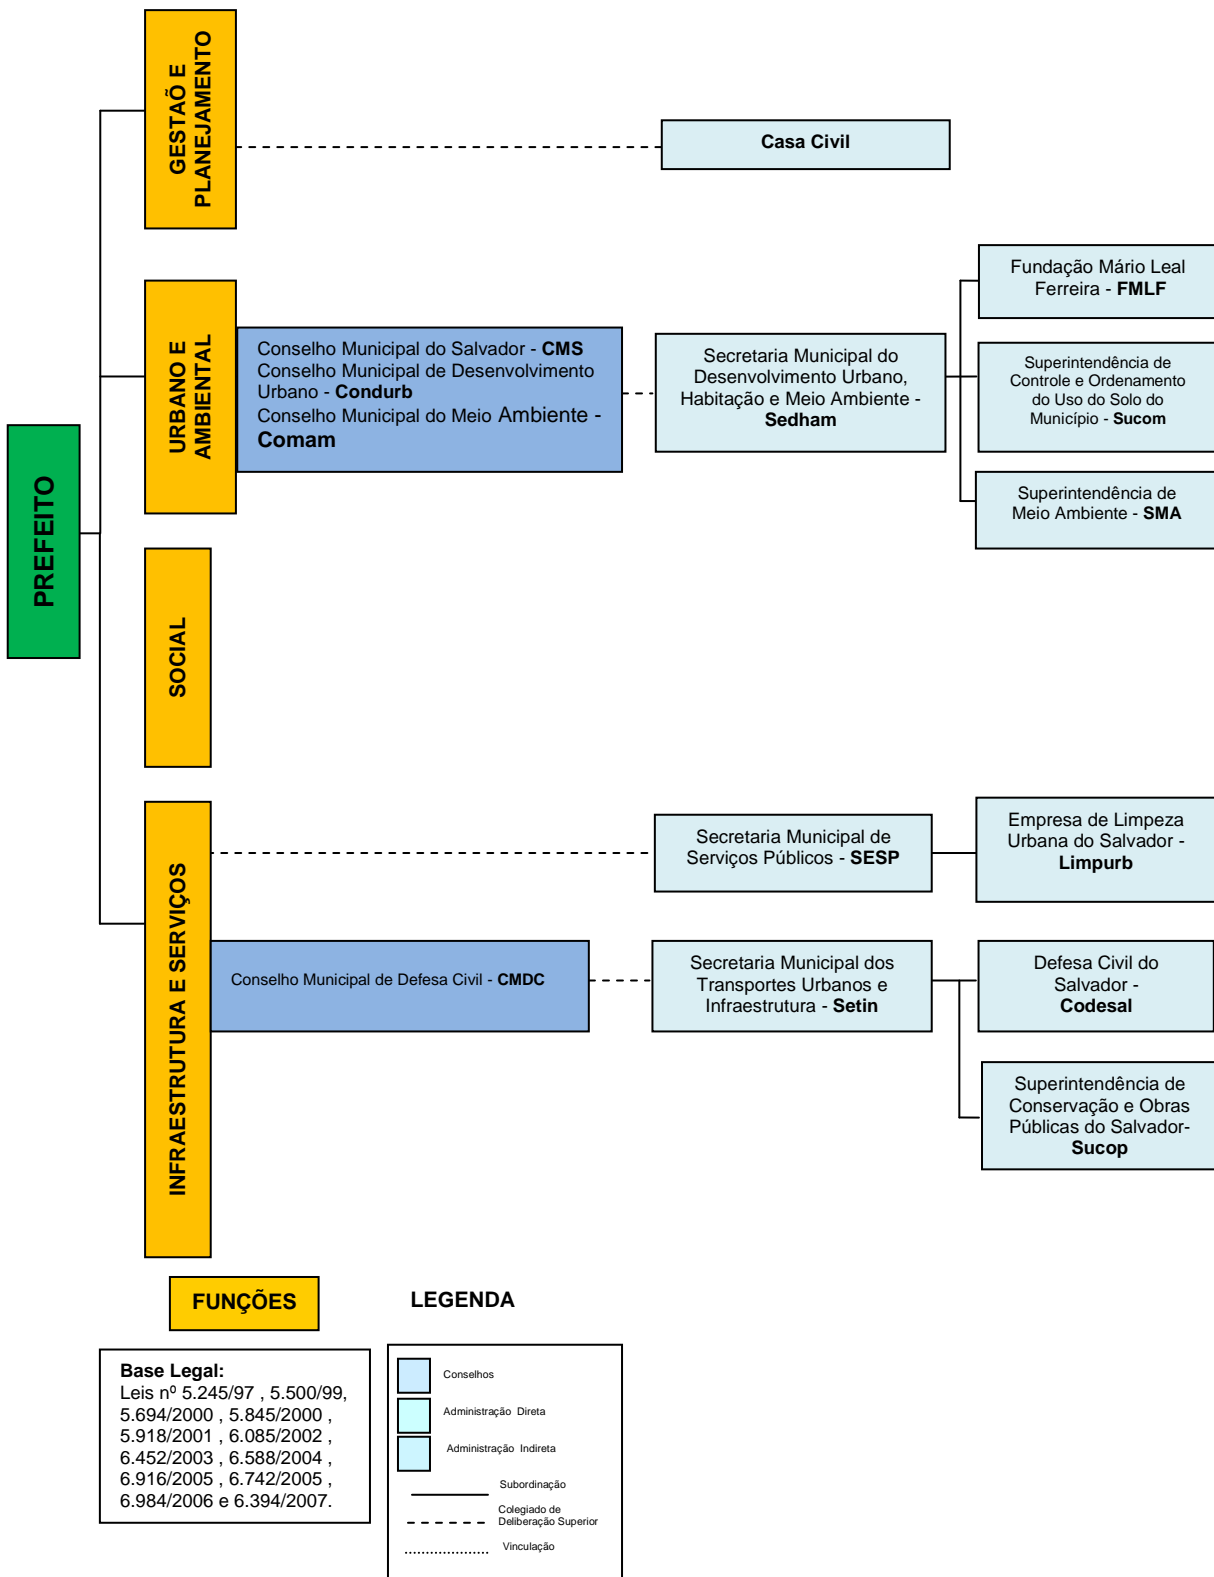 GESTAÕ E
PLANEJAMENTO
Casa Civil
URBANO E
AMBIENTAL
Conselho Municipal do Salvador - CMS
Conselho Municipal de Desenvolvimento
Urbano - Condurb
Conselho Municipal do Meio Ambiente -
Comam
Secretaria Municipal do
Desenvolvimento Urbano,
Habitação e Meio Ambiente -
Sedham
Fundação Mário Leal
Ferreira - FMLF
Superintendência de
Controle e Ordenamento
do Uso do Solo do
Município - Sucom
Superintendência de
Meio Ambiente - SMA
PREFEITO
SOCIAL
INFRAESTRUTURA E SERVIÇOS
Secretaria Municipal de
Serviços Públicos - SESP
Empresa de Limpeza
Urbana do Salvador -
Limpurb
Conselho Municipal de Defesa Civil - CMDC
Secretaria Municipal dos
Transportes Urbanos e
Infraestrutura - Setin
Defesa Civil do
Salvador -
Codesal
Superintendência de
Conservação e Obras
Públicas do Salvador-
Sucop
FUNÇÕES
LEGENDA
Base Legal:
Leis nº 5.245/97 , 5.500/99,
5.694/2000 , 5.845/2000 ,
5.918/2001 , 6.085/2002 ,
6.452/2003 , 6.588/2004 ,
6.916/2005 , 6.742/2005 ,
6.984/2006 e 6.394/2007.
Conselhos
Administração Direta
Administração Indireta
Subordinação
Colegiado de
Deliberação Superior
Vinculação